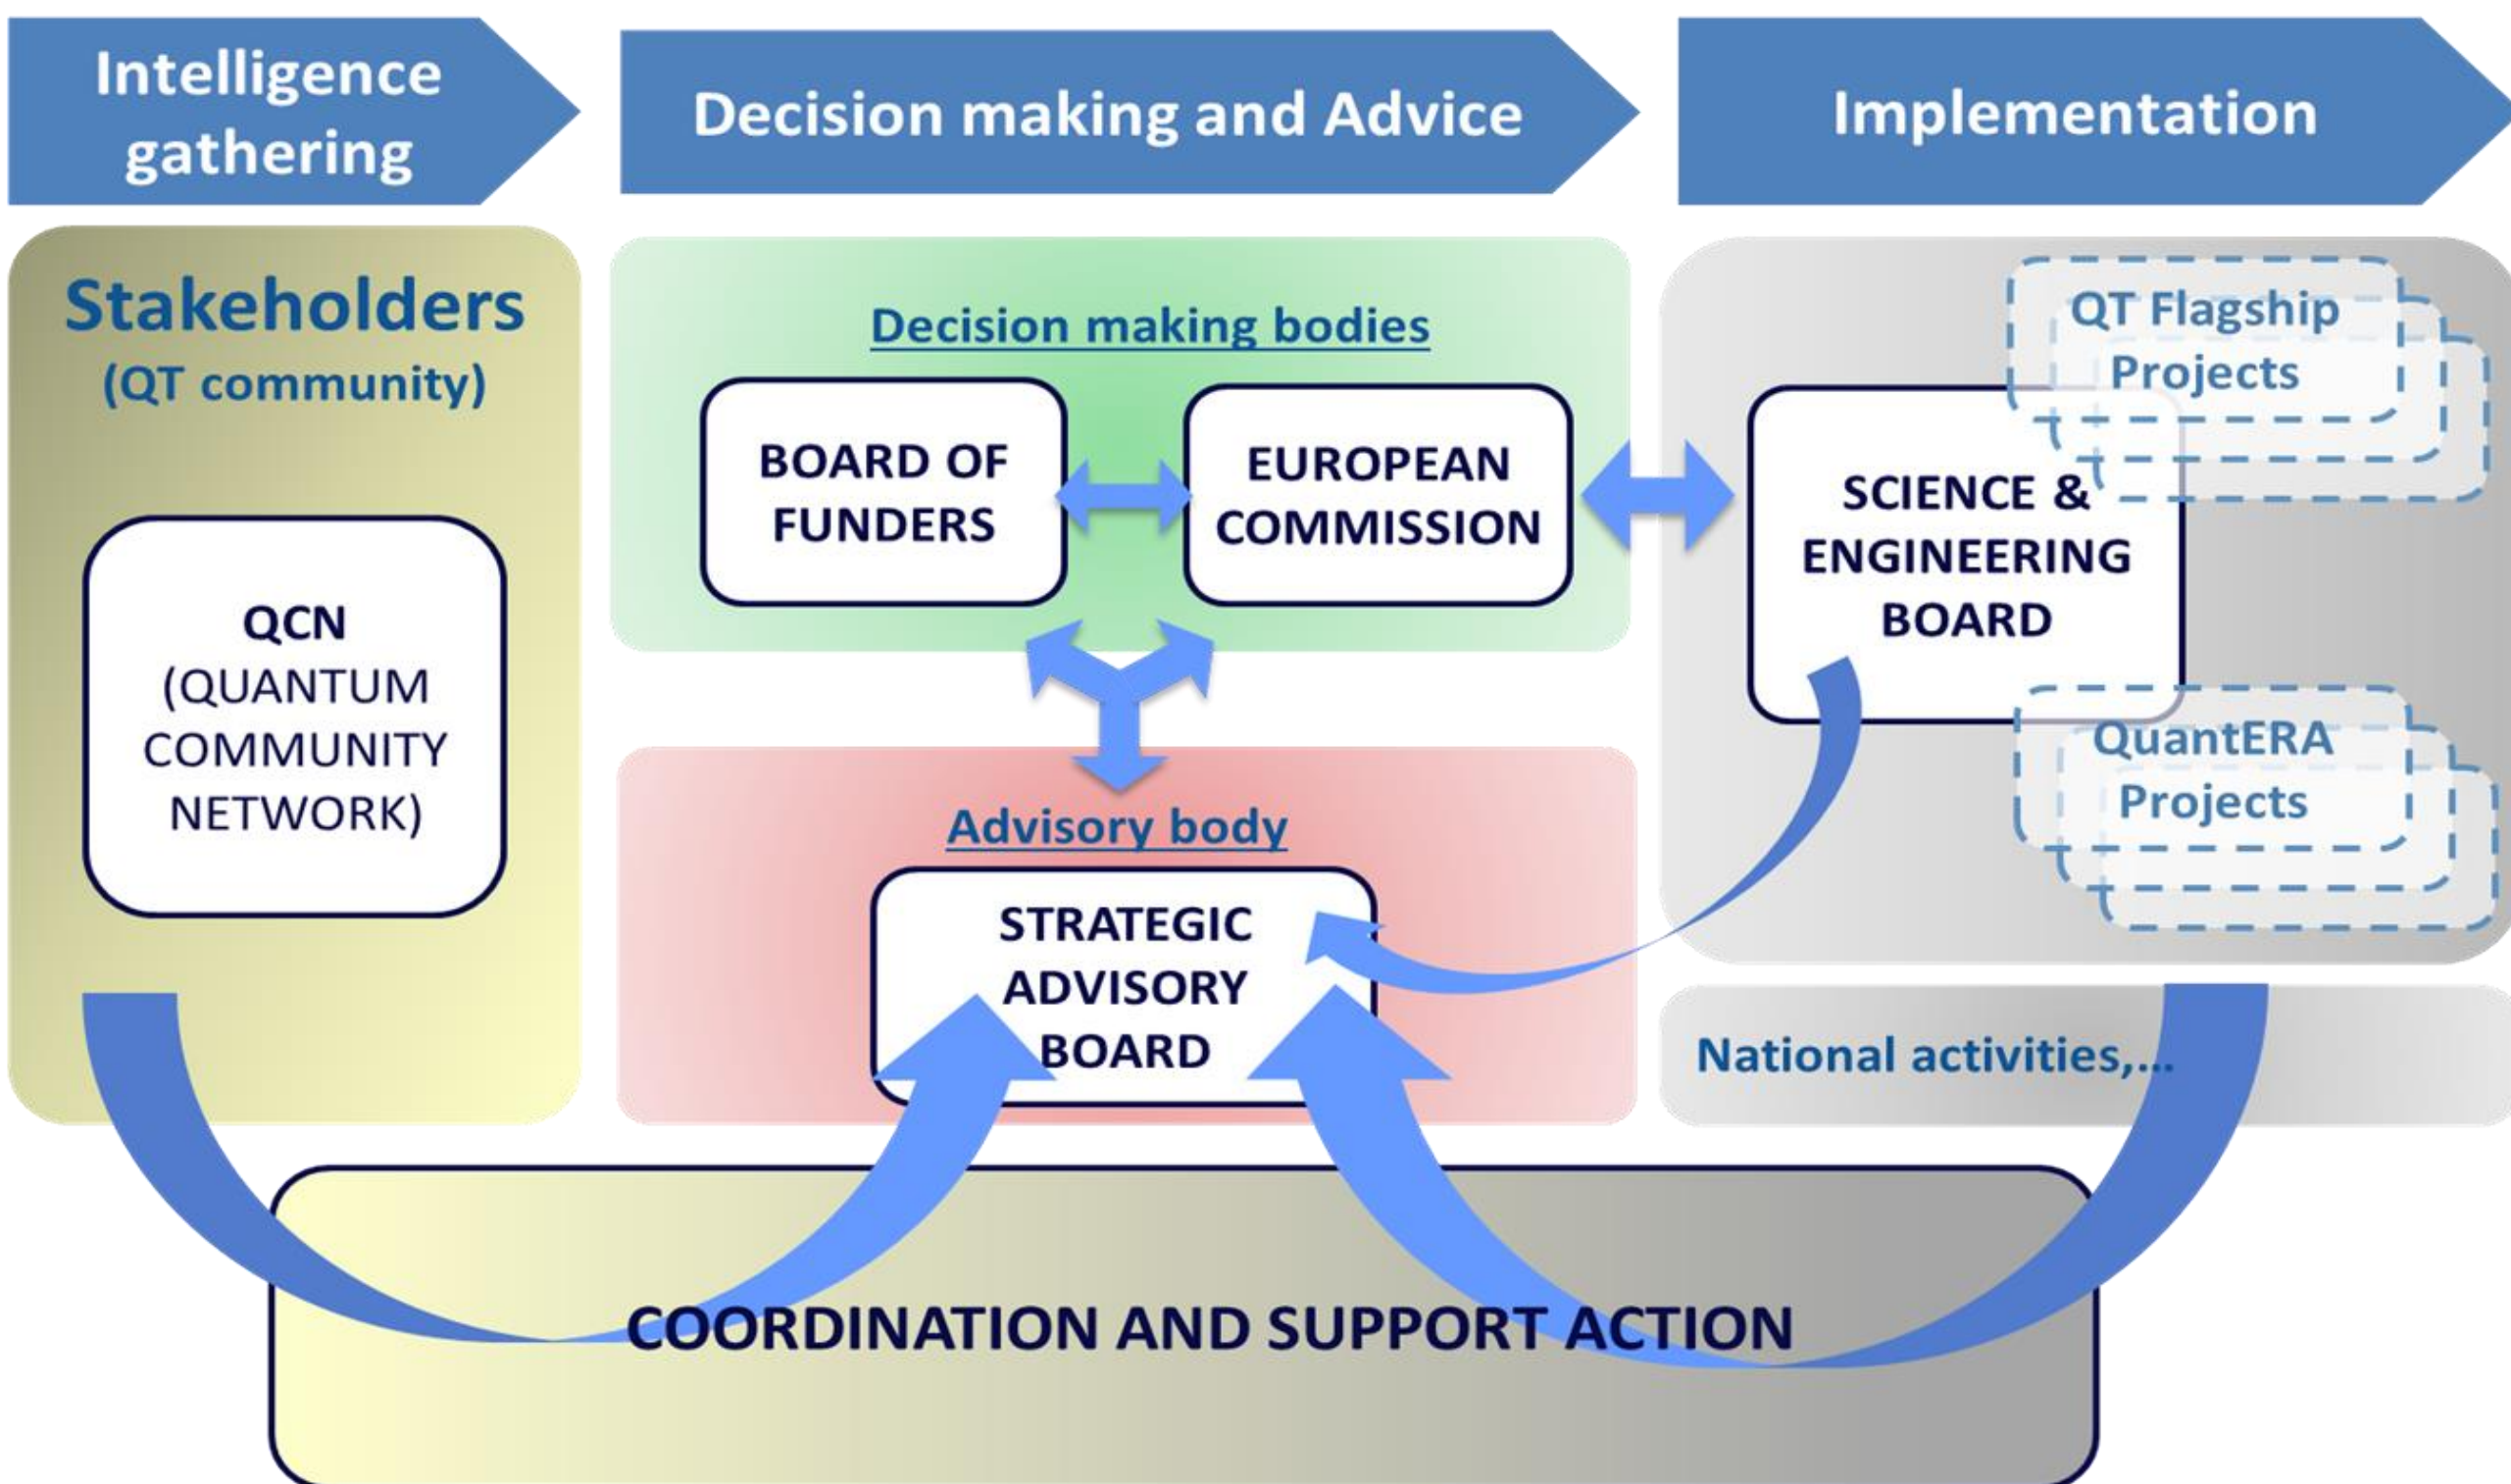 Intelligence
gathering
Decision making and Advice
Implementation
Stakeholders
(QT community)
QCN
(QUANTUM
COMMUNITY
NETWORK)
Decision making bodies
BOARD OF
FUNDERS
EUROPEAN
COMMISSION
Advisory body
STRATEGIC
ADVISORY
BOARD
QT Flagship
Projects
SCIENCE &
ENGINEERING
BOARD
QuantERA
Projects
National activities,...
COORDINATION AND SUPPORT ACTION